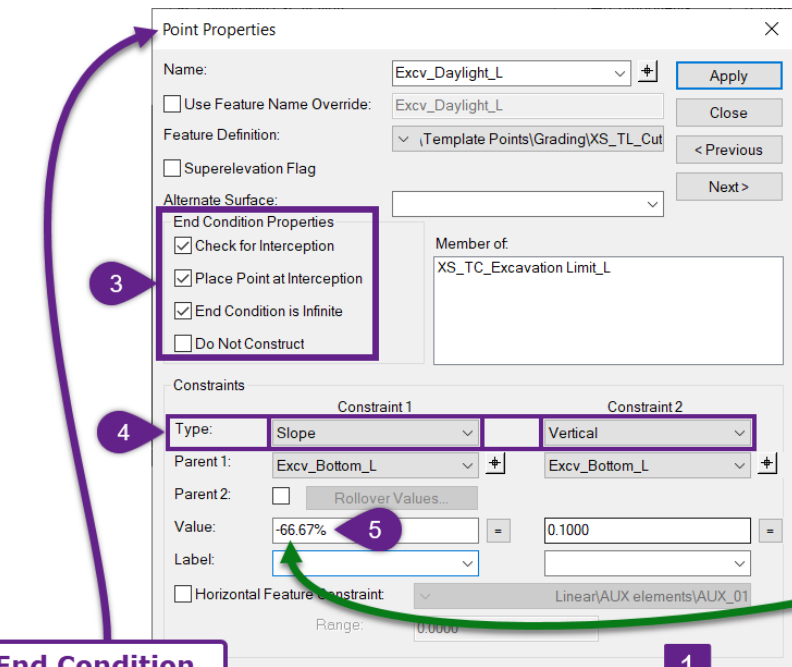 Point Properties
Name:
Excv_Daylight_L
Apply
Use Feature Name Override:
Excv_Daylight_L
Close
Feature Definition:
\Template Points\Grading\XS_TL_Cut
< Previous
Superelevation Flag
Next >
Alternate Surface:
End Condition Properties
Check for Interception
Member of:
Place Point at Interception
XS_TC_Excavation Limit_L
3
End Condition is Infinite
Do Not Construct
Constraints
Constraint 1
Constraint 2
4
Type:
Slope
Vertical
Parent 1:
Excv_Bottom_L
Excv_Bottom_L
Parent 2:
Rollover Values...
Value:
-66.67%
5
=
0.1000
=
Label:
Horizontal Feature Constraint:
Linear\AUX elements\AUX_01
Range:
0.0000
End Condition
1